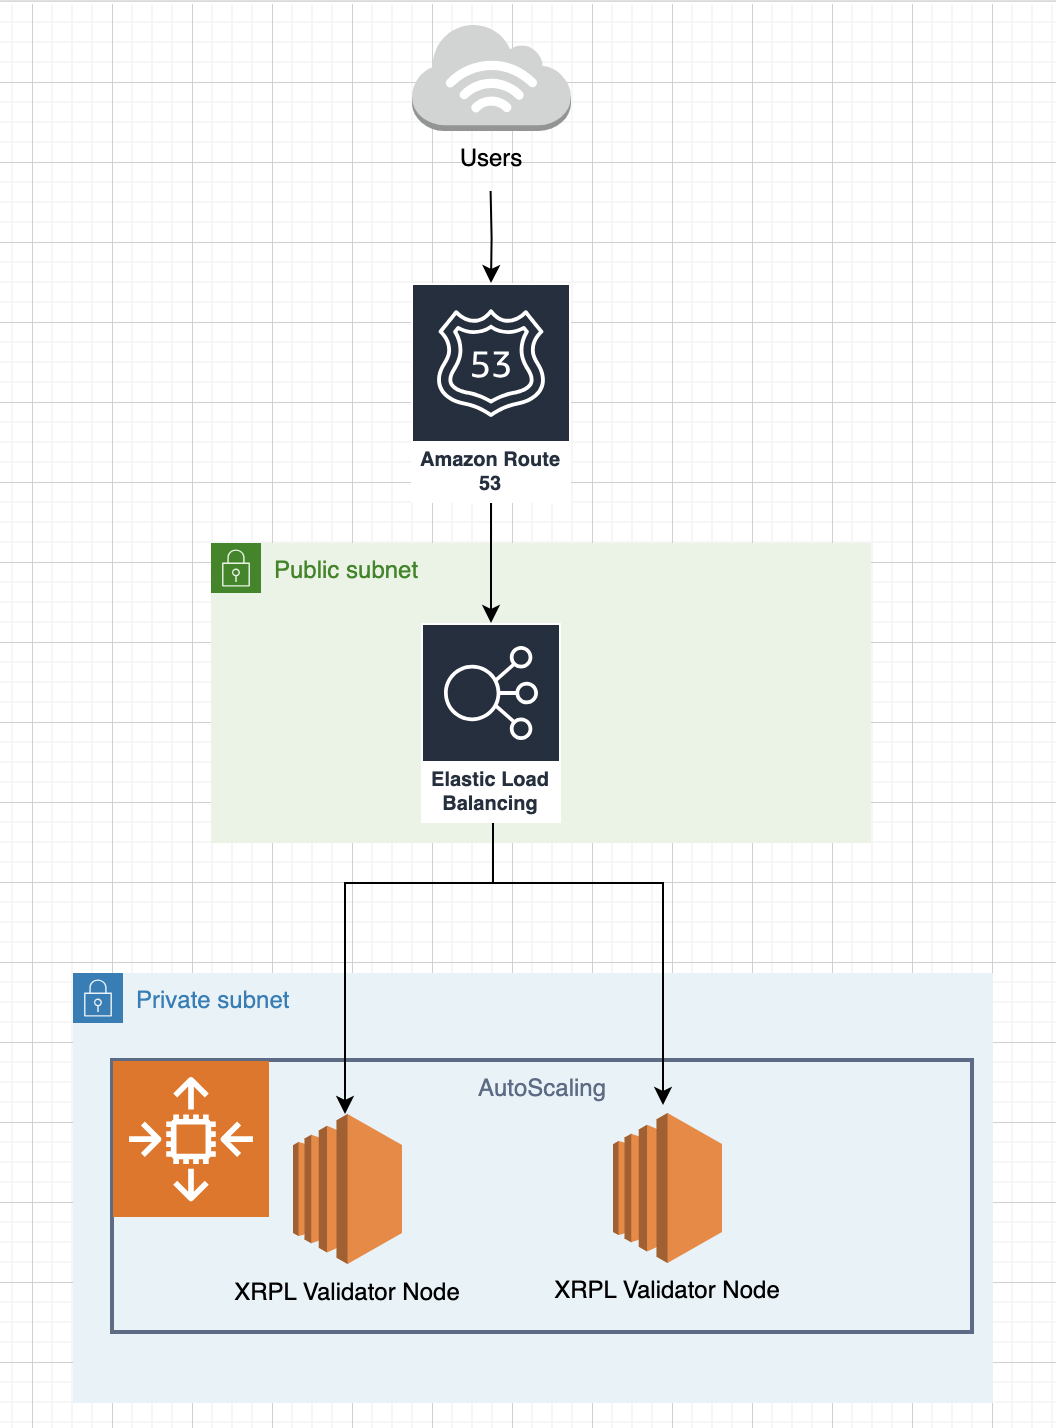 Users
53
Amazon Route
53
Public subnet
Elastic Load
Balancing
Private subnet
AutoScaling
XRPL Validator Node
XRPL Validator Node